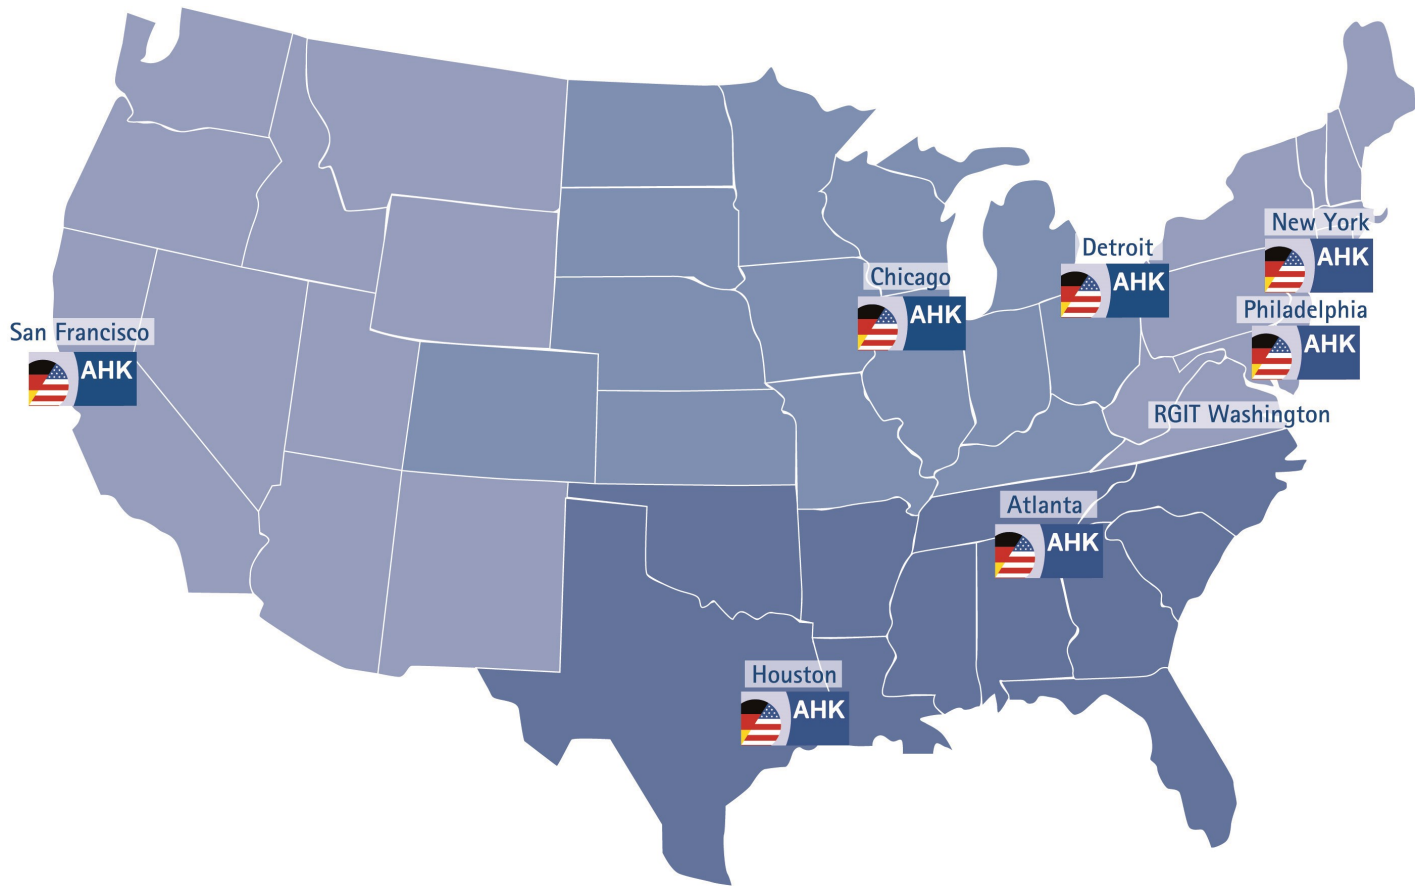 New York
AHK
Detroit
AHK
Chicago
AHK
Philadelphia
AHK
San Francisco
AHK
RGIT Washington
Atlanta
AHK
Houston
AHK